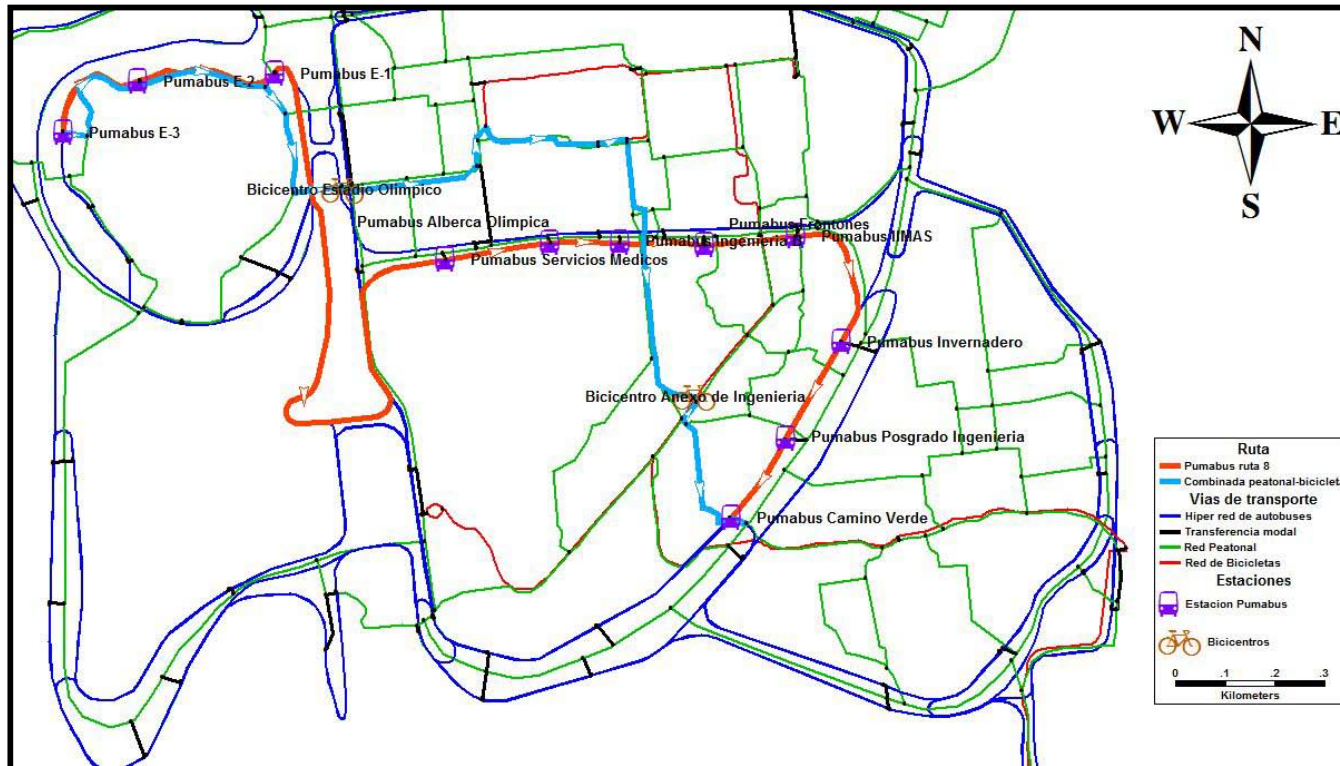 N
W E
S
Pumabus E-1
Pumabus E-2
Pumabus E-3
Bicicentro Estadio Olimpico
Pumabus Alberca Olimpica
Pumabus Frontones
Pumabus IIMAS
Pumabus Ingenieria
Pumabus Servicios Medicos
Pumabus Invernadero
Bicicentro Anexo de Ingenieria
Pumabus Posgrado Ingenieria
Pumabus Camino Verde
Ruta
Pumabus ruta 8
Combinada peatonal-bicicleta
Vias de transporte
Hiper red de autobuses
Transferencia modal
Red Peatonal
Red de Bicicletas
Estaciones
Estacion Pumabus
Bicicentros
0 .1 .2 .3
Kilometers